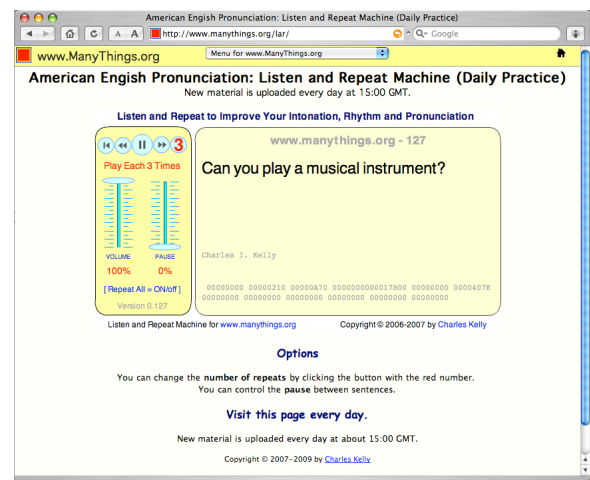 American Engish Pronunciation: Listen and Repeat Machine (Daily Practice)
A A http://www.manythings.org/lar/ Google
www.ManyThings.org Menu for www.ManyThings.org
American Engish Pronunciation: Listen and Repeat Machine (Daily Practice)
New material is uploaded every day at 15:00 GMT.
Listen and Repeat to Improve Your Intonation, Rhythm and Pronunciation
3
Play Each 3 Times
VOLUME PAUSE
100% 0%
[ Repeat All = ON/off ]
Version 0.127
www.manythings.org - 127
Can you play a musical instrument?
Charles I. Kelly
00000000 00000210 00000A70 0000000000017B00 00000000 0000407E
00000000 00000000 00000000 00000000 00000000 00000000
Listen and Repeat Machine for www.manythings.org Copyright © 2006-2007 by Charles Kelly
Options
You can change the number of repeats by clicking the button with the red number.
You can control the pause between sentences.
Visit this page every day.
New material is uploaded every day at about 15:00 GMT.
Copyright © 2007-2009 by Charles Kelly